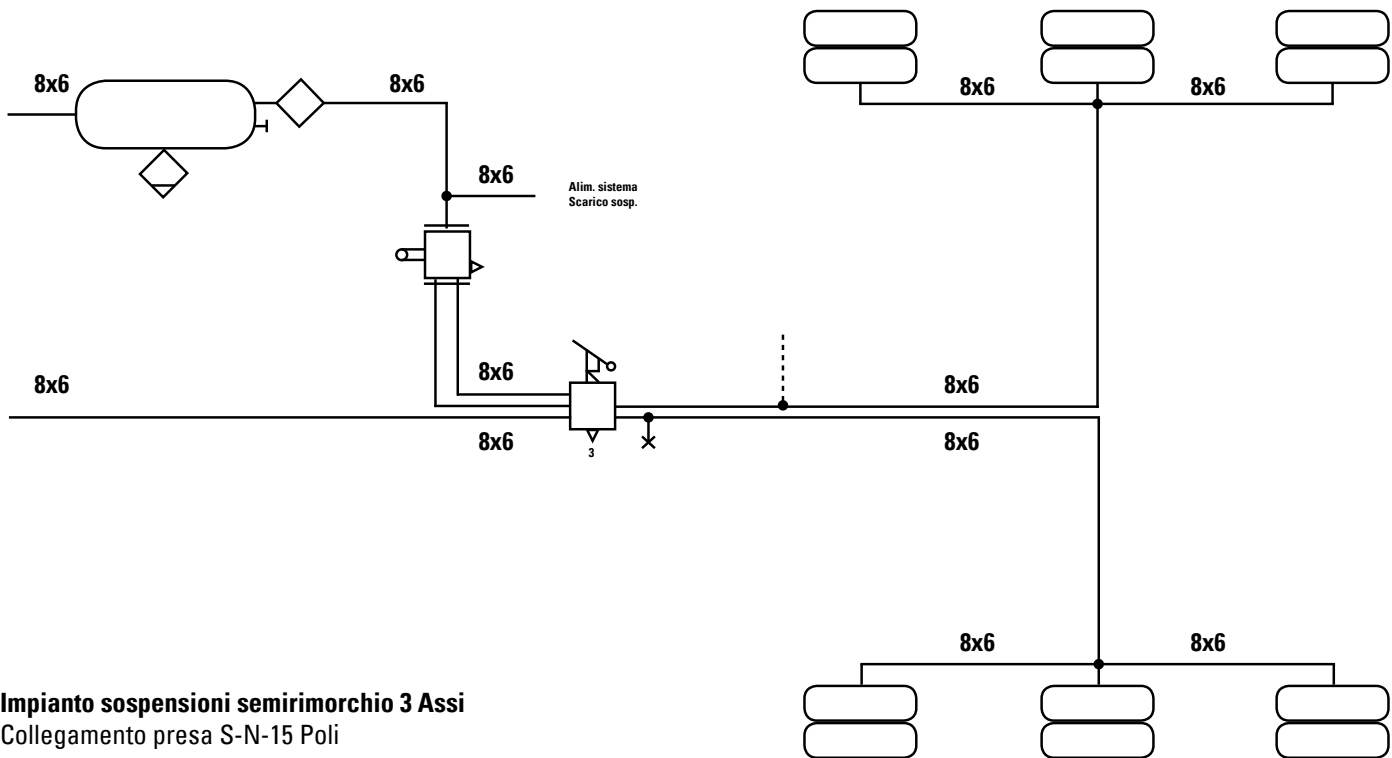 8x6
8x6
8x6
8x6
8x6
Alim. sistema
Scarico sosp.
8x6
8x6
8x6
8x6
8x6
3
8x6
8x6
Impianto sospensioni semirimorchio 3 Assi
Collegamento presa S-N-15 Poli